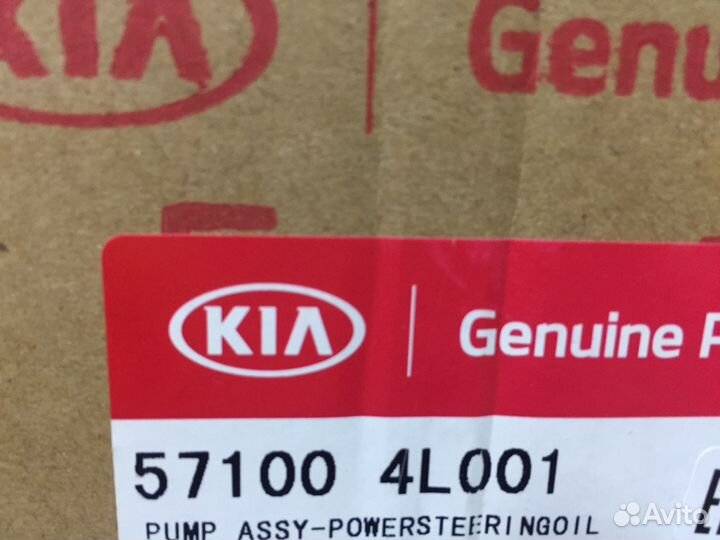 KIA Genu
KIA Genuine P
57100 4L001
PUMP ASSY-POWERSTEERINGOIL
Avito